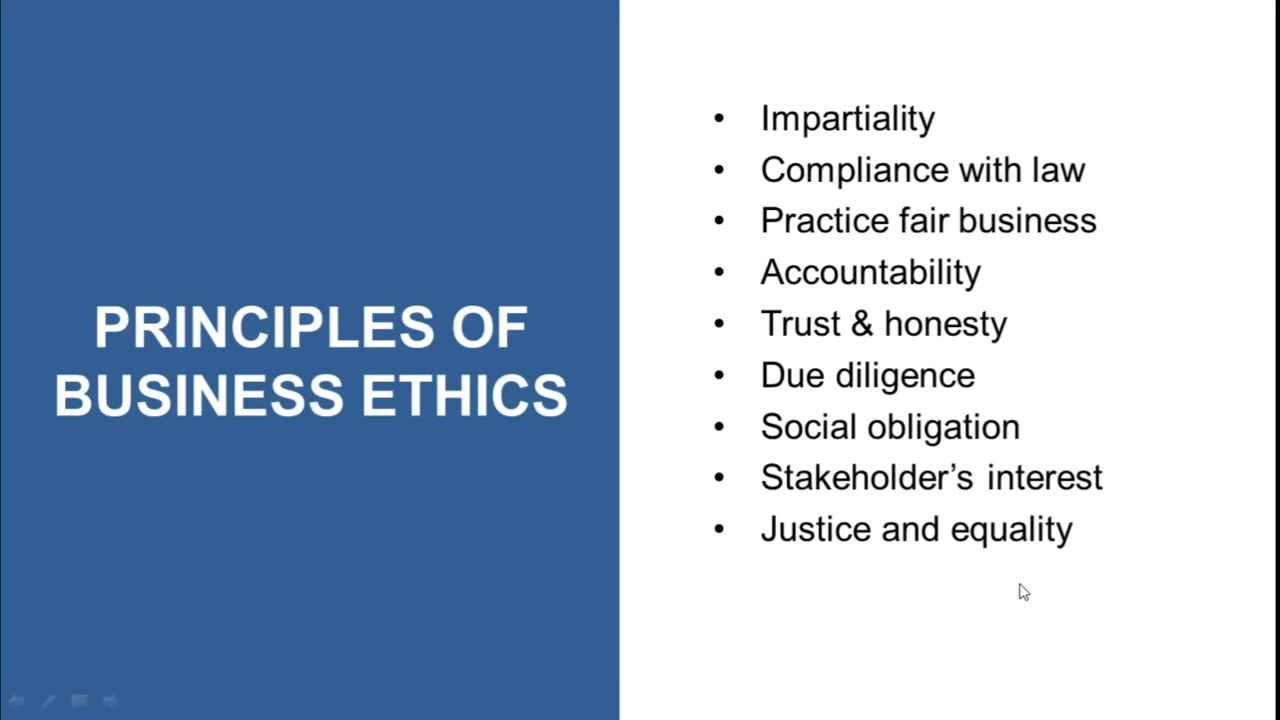 PRINCIPLES OF
BUSINESS ETHICS
• Impartiality
• Compliance with law
• Practice fair business
• Accountability
• Trust & honesty
• Due diligence
• Social obligation
• Stakeholder’s interest
• Justice and equality